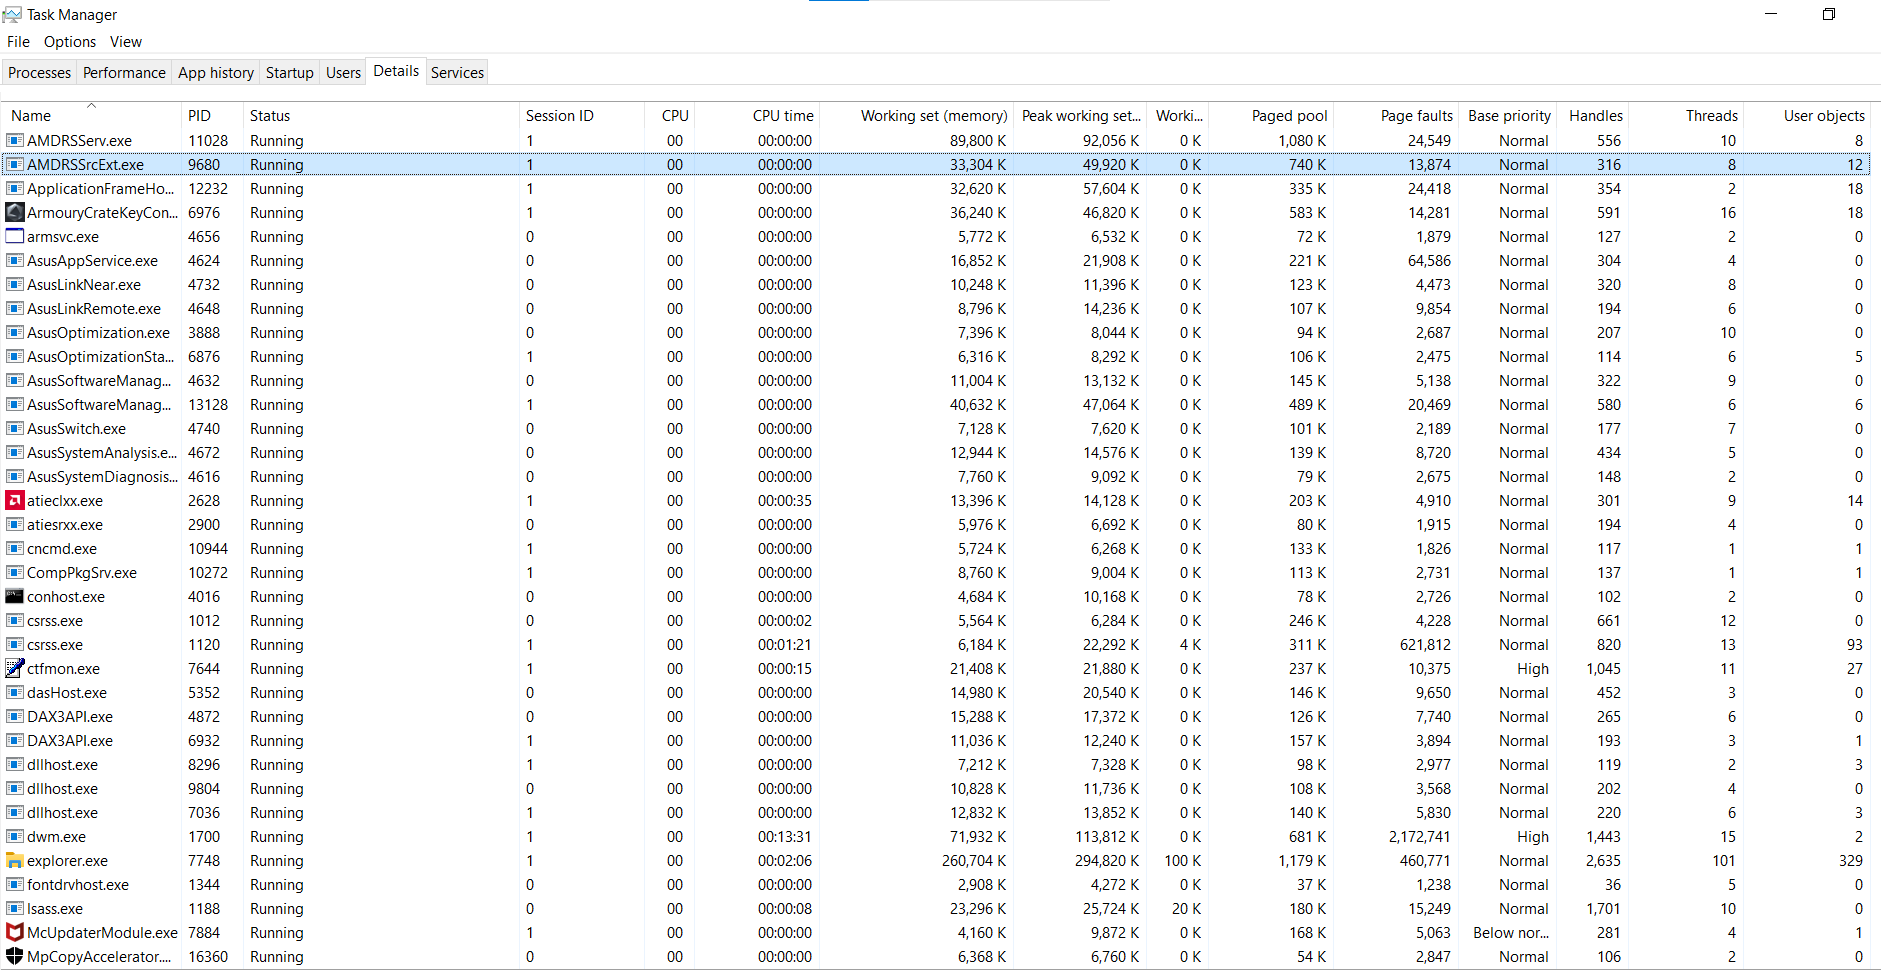 Task Manager
File Options View
Processes Performance App history Startup Users Details Services
Name PID Status Session ID CPU CPU time Working set (memory) Peak working set... Worki... Paged pool Page faults Base priority Handles Threads User objects
AMDRSServ.exe 11028 Running 1 00 00:00:00 89,800 K 92,056 K 0 K 1,080 K 24,549 Normal 556 10 8
AMDRSSrcExt.exe 9680 Running 1 00 00:00:00 33,304 K 49,920 K 0 K 740 K 13,874 Normal 316 8 12
ApplicationFrameHo... 12232 Running 1 00 00:00:00 32,620 K 57,604 K 0 K 335 K 24,418 Normal 354 2 18
ArmouryCrateKeyCon... 6976 Running 1 00 00:00:00 36,240 K 46,820 K 0 K 583 K 14,281 Normal 591 16 18
armsvc.exe 4656 Running 0 00 00:00:00 5,772 K 6,532 K 0 K 72 K 1,879 Normal 127 2 0
AsusAppService.exe 4624 Running 0 00 00:00:00 16,852 K 21,908 K 0 K 221 K 64,586 Normal 304 4 0
AsusLinkNear.exe 4732 Running 0 00 00:00:00 10,248 K 11,396 K 0 K 123 K 4,473 Normal 320 8 0
AsusLinkRemote.exe 4648 Running 0 00 00:00:00 8,796 K 14,236 K 0 K 107 K 9,854 Normal 194 6 0
AsusOptimization.exe 3888 Running 0 00 00:00:00 7,396 K 8,044 K 0 K 94 K 2,687 Normal 207 10 0
AsusOptimizationSta... 6876 Running 1 00 00:00:00 6,316 K 8,292 K 0 K 106 K 2,475 Normal 114 6 5
AsusSoftwareManag... 4632 Running 0 00 00:00:00 11,004 K 13,132 K 0 K 145 K 5,138 Normal 322 9 0
AsusSoftwareManag... 13128 Running 1 00 00:00:00 40,632 K 47,064 K 0 K 489 K 20,469 Normal 580 6 6
AsusSwitch.exe 4740 Running 0 00 00:00:00 7,128 K 7,620 K 0 K 101 K 2,189 Normal 177 7 0
AsusSystemAnalysis.e... 4672 Running 0 00 00:00:00 12,944 K 14,576 K 0 K 139 K 8,720 Normal 434 5 0
AsusSystemDiagnosis... 4616 Running 0 00 00:00:00 7,760 K 9,092 K 0 K 79 K 2,675 Normal 148 2 0
atieclxx.exe 2628 Running 1 00 00:00:35 13,396 K 14,128 K 0 K 203 K 4,910 Normal 301 9 14
atiesrxx.exe 2900 Running 0 00 00:00:00 5,976 K 6,692 K 0 K 80 K 1,915 Normal 194 4 0
cncmd.exe 10944 Running 1 00 00:00:00 5,724 K 6,268 K 0 K 133 K 1,826 Normal 117 1 1
CompPkgSrv.exe 10272 Running 1 00 00:00:00 8,760 K 9,004 K 0 K 113 K 2,731 Normal 137 1 1
conhost.exe 4016 Running 0 00 00:00:00 4,684 K 10,168 K 0 K 78 K 2,726 Normal 102 2 0
csrss.exe 1012 Running 0 00 00:00:02 5,564 K 6,284 K 0 K 246 K 4,228 Normal 661 12 0
csrss.exe 1120 Running 1 00 00:01:21 6,184 K 22,292 K 4 K 311 K 621,812 Normal 820 13 93
ctfmon.exe 7644 Running 1 00 00:00:15 21,408 K 21,880 K 0 K 237 K 10,375 High 1,045 11 27
dasHost.exe 5352 Running 0 00 00:00:00 14,980 K 20,540 K 0 K 146 K 9,650 Normal 452 3 0
DAX3API.exe 4872 Running 0 00 00:00:00 15,288 K 17,372 K 0 K 126 K 7,740 Normal 265 6 0
DAX3API.exe 6932 Running 1 00 00:00:00 11,036 K 12,240 K 0 K 157 K 3,894 Normal 193 3 1
dllhost.exe 8296 Running 1 00 00:00:00 7,212 K 7,328 K 0 K 98 K 2,977 Normal 119 2 3
dllhost.exe 9804 Running 0 00 00:00:00 10,828 K 11,736 K 0 K 108 K 3,568 Normal 202 4 0
dllhost.exe 7036 Running 1 00 00:00:00 12,832 K 13,852 K 0 K 140 K 5,830 Normal 220 6 3
dwm.exe 1700 Running 1 00 00:13:31 71,932 K 113,812 K 0 K 681 K 2,172,741 High 1,443 15 2
explorer.exe 7748 Running 1 00 00:02:06 260,704 K 294,820 K 100 K 1,179 K 460,771 Normal 2,635 101 329
fontdrvhost.exe 1344 Running 0 00 00:00:00 2,908 K 4,272 K 0 K 37 K 1,238 Normal 36 5 0
lsass.exe 1188 Running 0 00 00:00:08 23,296 K 25,724 K 20 K 180 K 15,249 Normal 1,701 10 0
McUpdaterModule.exe 7884 Running 1 00 00:00:00 4,160 K 9,872 K 0 K 168 K 5,063 Below nor... 281 4 1
MpCopyAccelerator.... 16360 Running 0 00 00:00:00 6,368 K 6,760 K 0 K 54 K 2,847 Normal 106 2 0